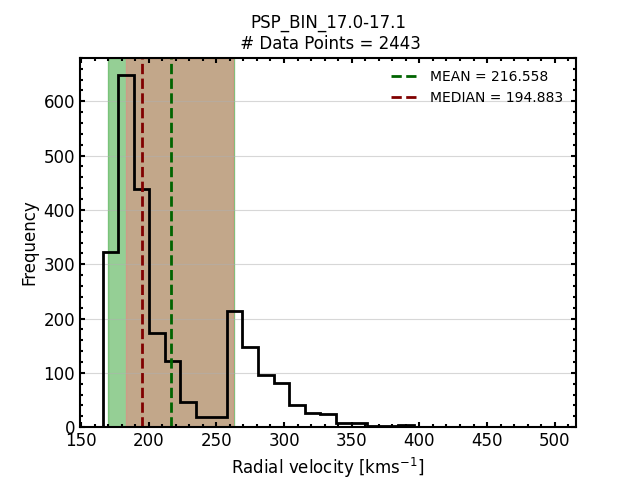 PSP_BIN_17.0-17.1
# Data Points = 2443
MEAN = 216.558
MEDIAN = 194.883
Frequency
600
500
400
300
200
100
0
150 200 250 300 350 400 450 500
Radial velocity [kms⁻¹]